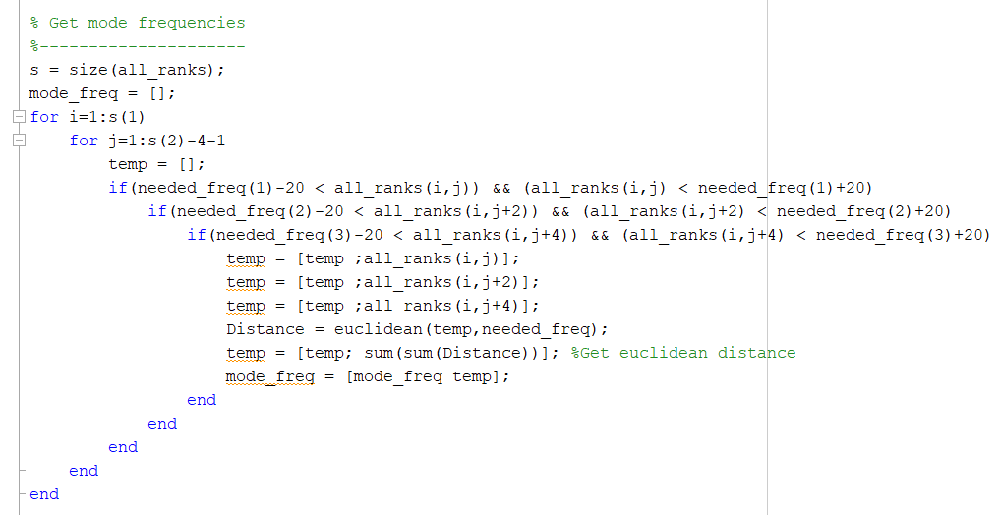 % Get mode frequencies
%---------------------
s = size(all_ranks);
mode_freq = [];
for i=1:s(1)
for j=1:s(2)-4-1
temp = [];
if(needed_freq(1)-20 < all_ranks(i,j)) && (all_ranks(i,j) < needed_freq(1)+20)
if(needed_freq(2)-20 < all_ranks(i,j+2)) && (all_ranks(i,j+2) < needed_freq(2)+20)
if(needed_freq(3)-20 < all_ranks(i,j+4)) && (all_ranks(i,j+4) < needed_freq(3)+20)
temp = [temp ;all_ranks(i,j)];
temp = [temp ;all_ranks(i,j+2)];
temp = [temp ;all_ranks(i,j+4)];
Distance = euclidean(temp,needed_freq);
temp = [temp; sum(sum(Distance))]; %Get euclidean distance
mode_freq = [mode_freq temp];
end
end
end
end
end